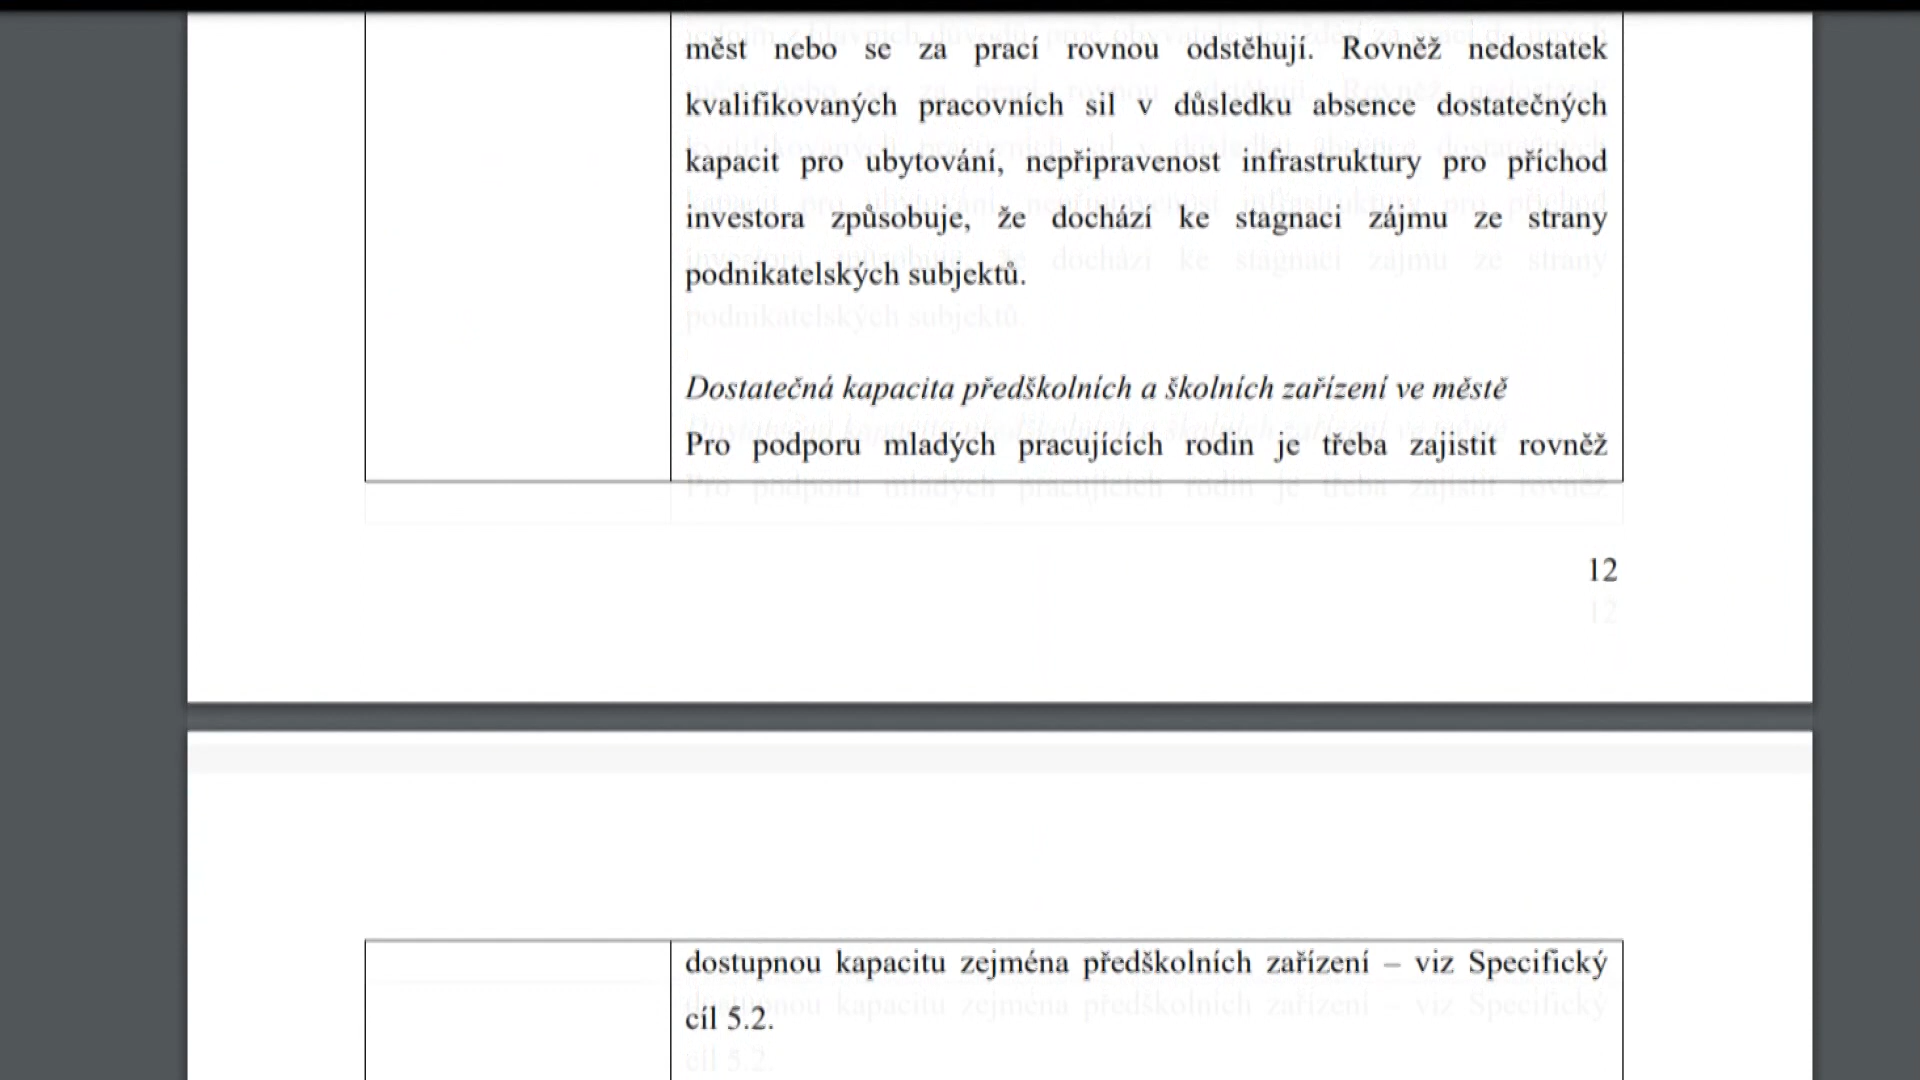 měst nebo se za prací rovnou odstěhují. Rovněž nedostatek
kvalifikovaných pracovních sil v důsledku absence dostatečných
kapacit pro ubytování, nepřipravenost infrastruktury pro příchod
investora způsobuje, že dochází ke stagnaci zájmu ze strany
podnikatelských subjektů.
Dostatečná kapacita předškolních a školních zařízení ve městě
Pro podporu mladých pracujících rodin je třeba zajistit rovněž
12
dostupnou kapacitu zejména předškolních zařízení – viz Specifický
cíl 5.2.